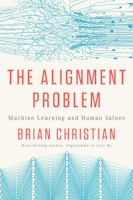 THE ALIGNMENT
PROBLEM
Machine Learning and Human Values
BRIAN CHRISTIAN
Best-Selling Author, Algorithms to Live By